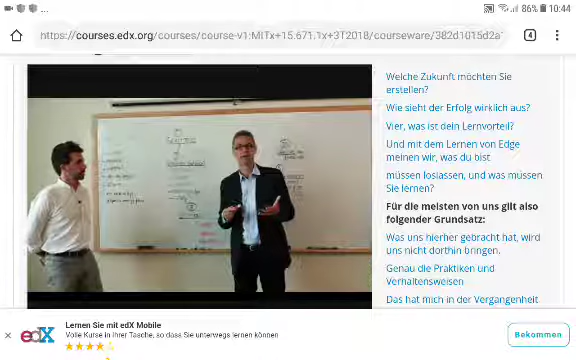 86% 10:44
https://courses.edx.org/courses/course-v1:MITx+15.671.1x+3T2018/courseware/382d1015d2a
4
Welche Zukunft möchten Sie
erstellen?
Wie sieht der Erfolg wirklich aus?
Vier, was ist dein Lernvorteil?
Und mit dem Lernen von Edge
meinen wir, was du bist
müssen loslassen, und was müssen
Sie lernen?
Für die meisten von uns gilt also
folgender Grundsatz:
Was uns hierher gebracht hat, wird
uns nicht dorthin bringen.
Genau die Praktiken und
Verhaltensweisen
Das hat mich in der Vergangenheit
× edX
Lernen Sie mit edX Mobile
Volle Kurse in Ihrer Tasche, so dass Sie unterwegs lernen können
Bekommen